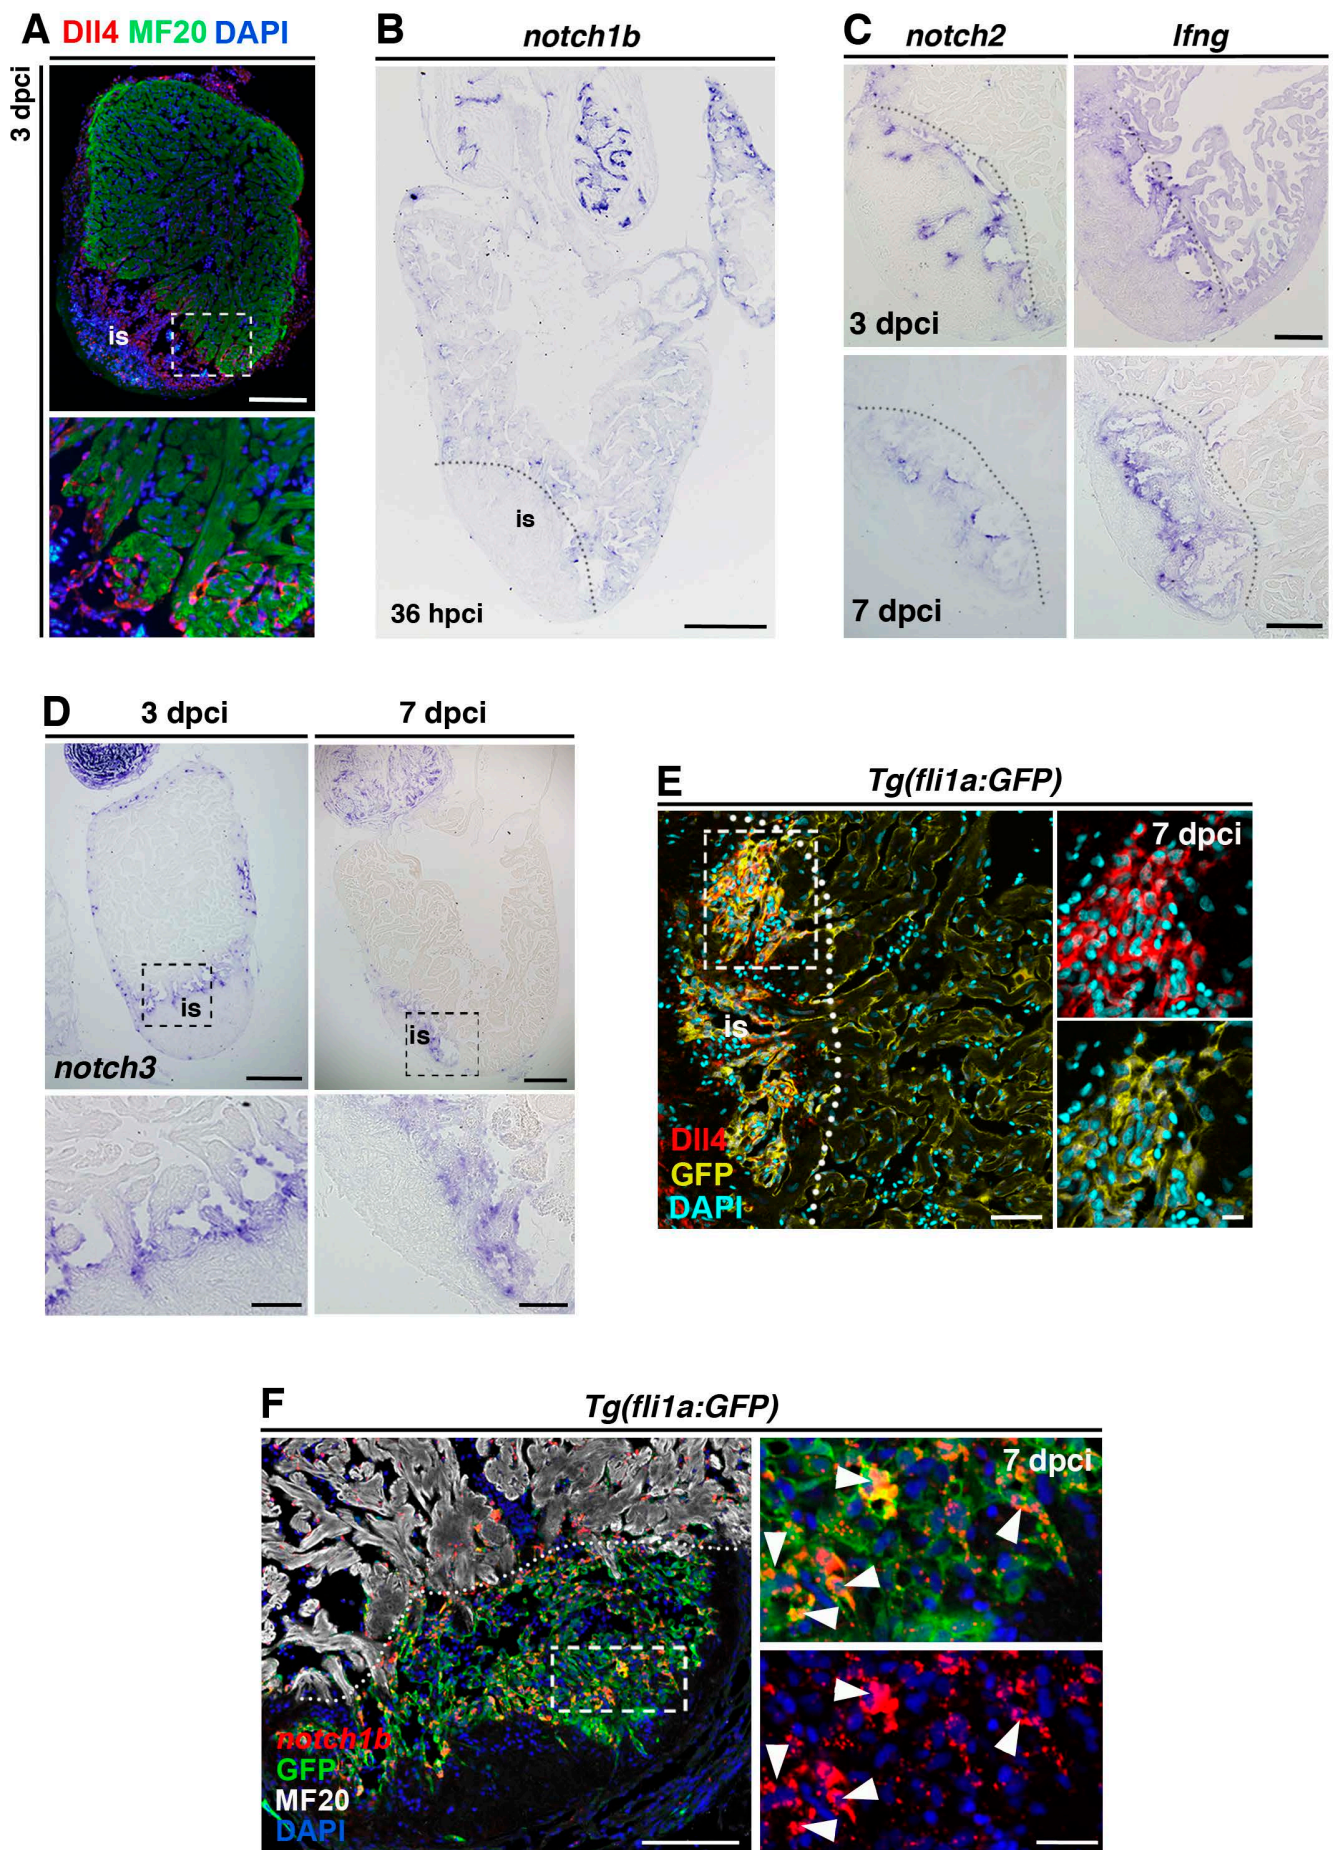 A Dll4 MF20 DAPI
3 dpci
is
B notch1b
is
36 hpci
C notch2 lfng
3 dpci
7 dpci
D 3 dpci 7 dpci
is
notch3
is
E Tg(fli1a:GFP)
7 dpci
is
Dll4
GFP
DAPI
F Tg(fli1a:GFP)
7 dpci
notch1b
GFP
MF20
DAPI